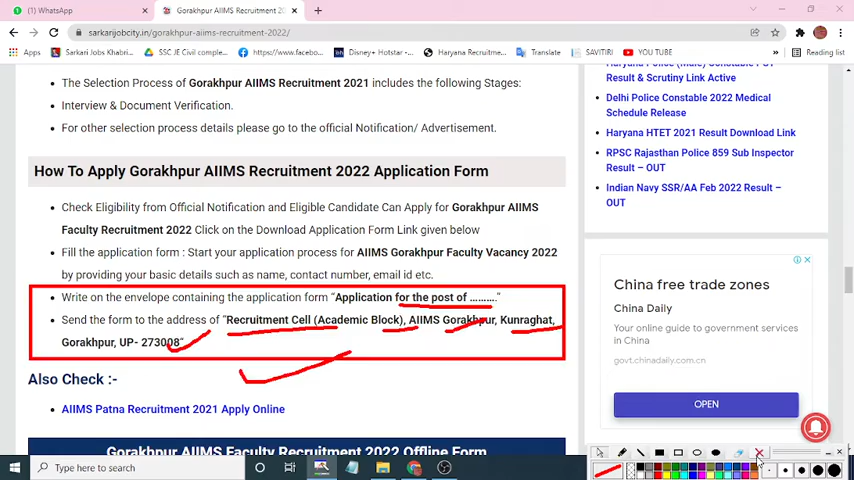 (1) WhatsApp
Gorakhpur AIIMS Recruitment 20
sarkarijobcity.in/gorakhpur-aiims-recruitment-2022/
Apps
Sarkari Jobs Khabri...
SSC JE Civil comple...
https://www.facebo...
Disney+ Hotstar -...
Haryana Recruitme...
Translate
SAVITIRI
YOU TUBE
Reading list
The Selection Process of Gorakhpur AIIMS Recruitment 2021 includes the following Stages:
Interview & Document Verification.
For other selection process details please go to the official Notification/ Advertisement.
How To Apply Gorakhpur AIIMS Recruitment 2022 Application Form
Check Eligibility from Official Notification and Eligible Candidate Can Apply for Gorakhpur AIIMS
Faculty Recruitment 2022 Click on the Download Application Form Link given below
Fill the application form : Start your application process for AIIMS Gorakhpur Faculty Vacancy 2022
by providing your basic details such as name, contact number, email id etc.
Write on the envelope containing the application form “Application for the post of ………”
Send the form to the address of “Recruitment Cell (Academic Block), AIIMS Gorakhpur, Kunraghat,
Gorakhpur, UP- 273008”
Also Check :-
AIIMS Patna Recruitment 2021 Apply Online
Gorakhpur AIIMS Faculty Recruitment 2022 Offline Form
Haryana Police (Male) Constable PST
Result & Scrutiny Link Active
Delhi Police Constable 2022 Medical
Schedule Release
Haryana HTET 2021 Result Download Link
RPSC Rajasthan Police 859 Sub Inspector
Result – OUT
Indian Navy SSR/AA Feb 2022 Result –
OUT
China free trade zones
China Daily
Your online guide to government services
in China
govt.chinadaily.com.cn
OPEN
Type here to search